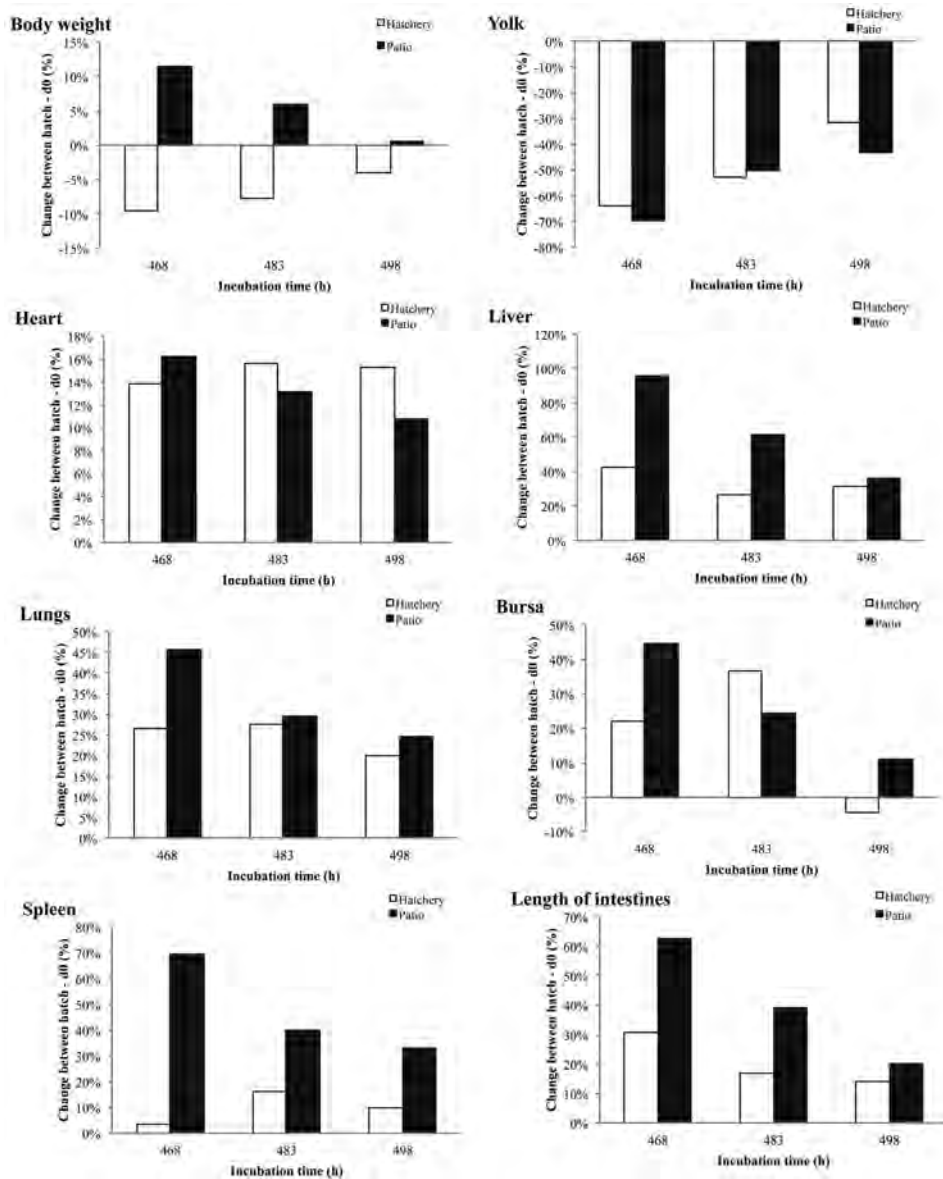 Body weight
Hatchery
Patio
Change between hatch - d0 (%)
15%
10%
5%
0%
-5%
-10%
-15%
468
483
498
Incubation time (h)
Yolk
Hatchery
Patio
Change between hatch - d0 (%)
0%
-10%
-20%
-30%
-40%
-50%
-60%
-70%
-80%
468
483
498
Incubation time (h)
Heart
Hatchery
Patio
Change between hatch - d0 (%)
18%
16%
14%
12%
10%
8%
6%
4%
2%
0%
468
483
498
Incubation time (h)
Liver
Hatchery
Patio
Change between hatch - d0 (%)
120%
100%
80%
60%
40%
20%
0%
468
483
498
Incubation time (h)
Lungs
Hatchery
Patio
Change between hatch - d0 (%)
50%
45%
40%
35%
30%
25%
20%
15%
10%
5%
0%
468
483
498
Incubation time (h)
Bursa
Hatchery
Patio
Change between hatch - d0 (%)
50%
40%
30%
20%
10%
0%
-10%
468
483
498
Incubation time (h)
Spleen
Hatchery
Patio
Change between hatch - d0 (%)
80%
70%
60%
50%
40%
30%
20%
10%
0%
468
483
498
Incubation time (h)
Length of intestines
Hatchery
Patio
Change between hatch - d0 (%)
70%
60%
50%
40%
30%
20%
10%
0%
468
483
498
Incubation time (h)